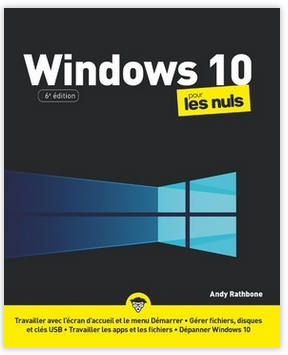 Windows 10
6e édition
pour
les nuls
Andy Rathbone
Travailler avec l'écran d'accueil et le menu Démarrer • Gérer fichiers, disques
et clés USB • Travailler les apps et les fichiers • Dépanner Windows 10